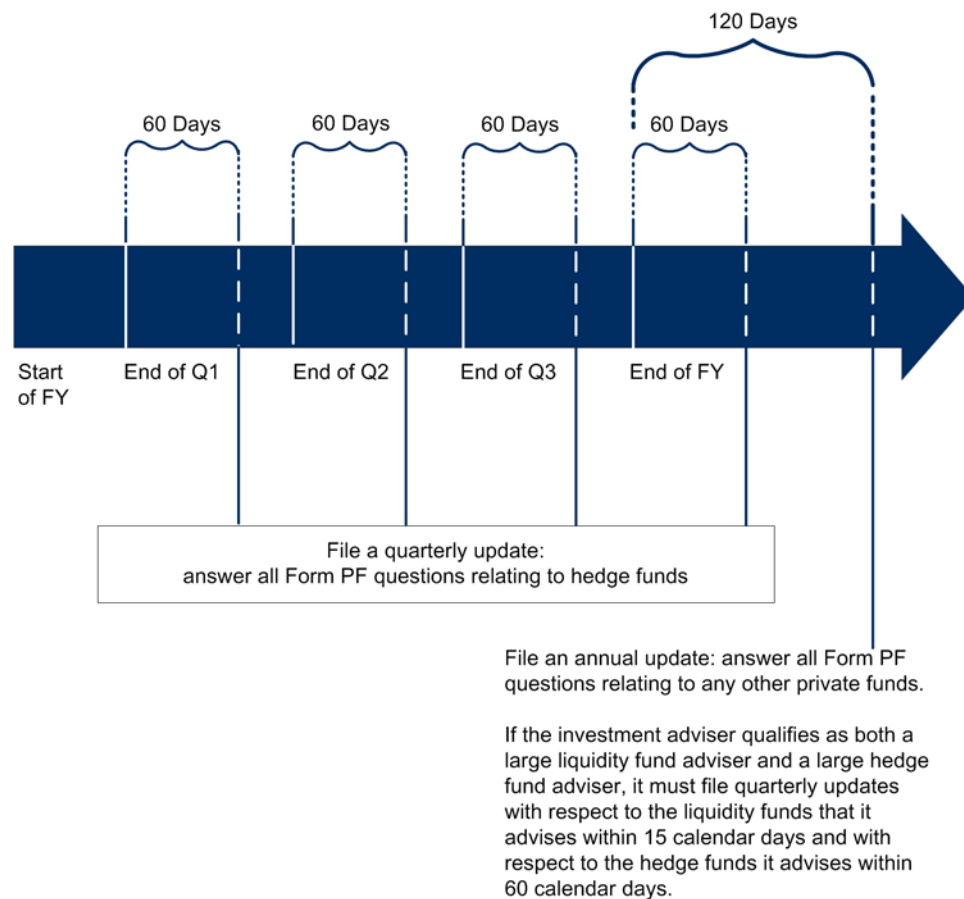 120 Days
60 Days
60 Days
60 Days
60 Days
Start
of FY
End of Q1
End of Q2
End of Q3
End of FY
File a quarterly update:
answer all Form PF questions relating to hedge funds
File an annual update: answer all Form PF
questions relating to any other private funds.
If the investment adviser qualifies as both a
large liquidity fund adviser and a large hedge
fund adviser, it must file quarterly updates
with respect to the liquidity funds that it
advises within 15 calendar days and with
respect to the hedge funds it advises within
60 calendar days.